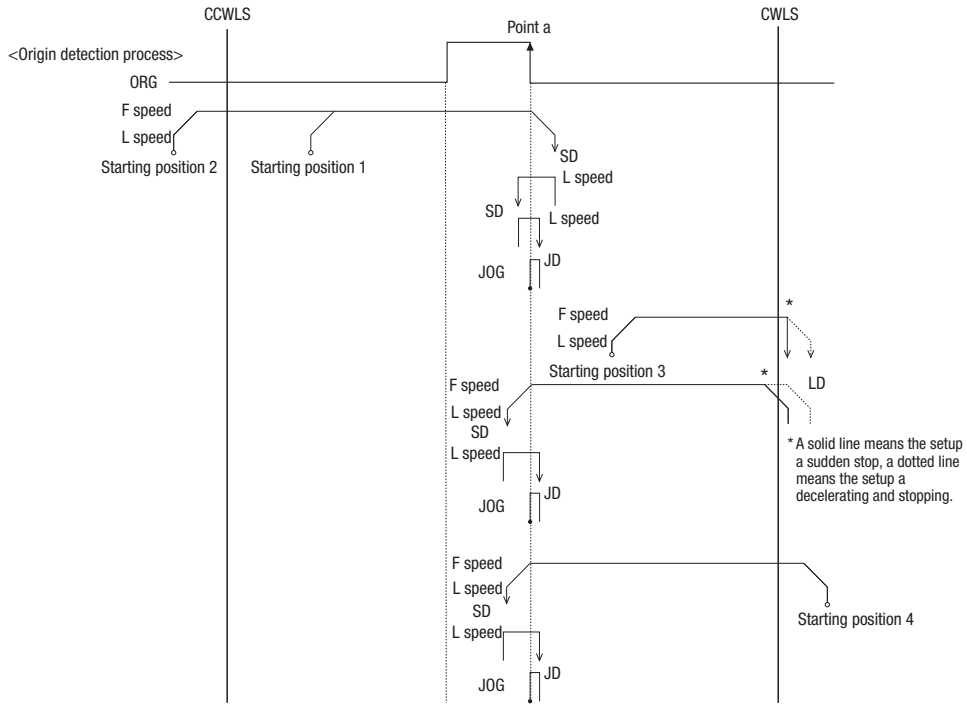 CCWLS
CWLS
Point a
<Origin detection process>
ORG
F speed
L speed
Starting position 2
Starting position 1
SD
L speed
SD
L speed
JOG
JD
F speed
*
L speed
Starting position 3
*
LD
F speed
L speed
SD
L speed
* A solid line means the setup
a sudden stop, a dotted line
means the setup a
decelerating and stopping.
JD
JOG
F speed
L speed
SD
Starting position 4
L speed
JD
JOG